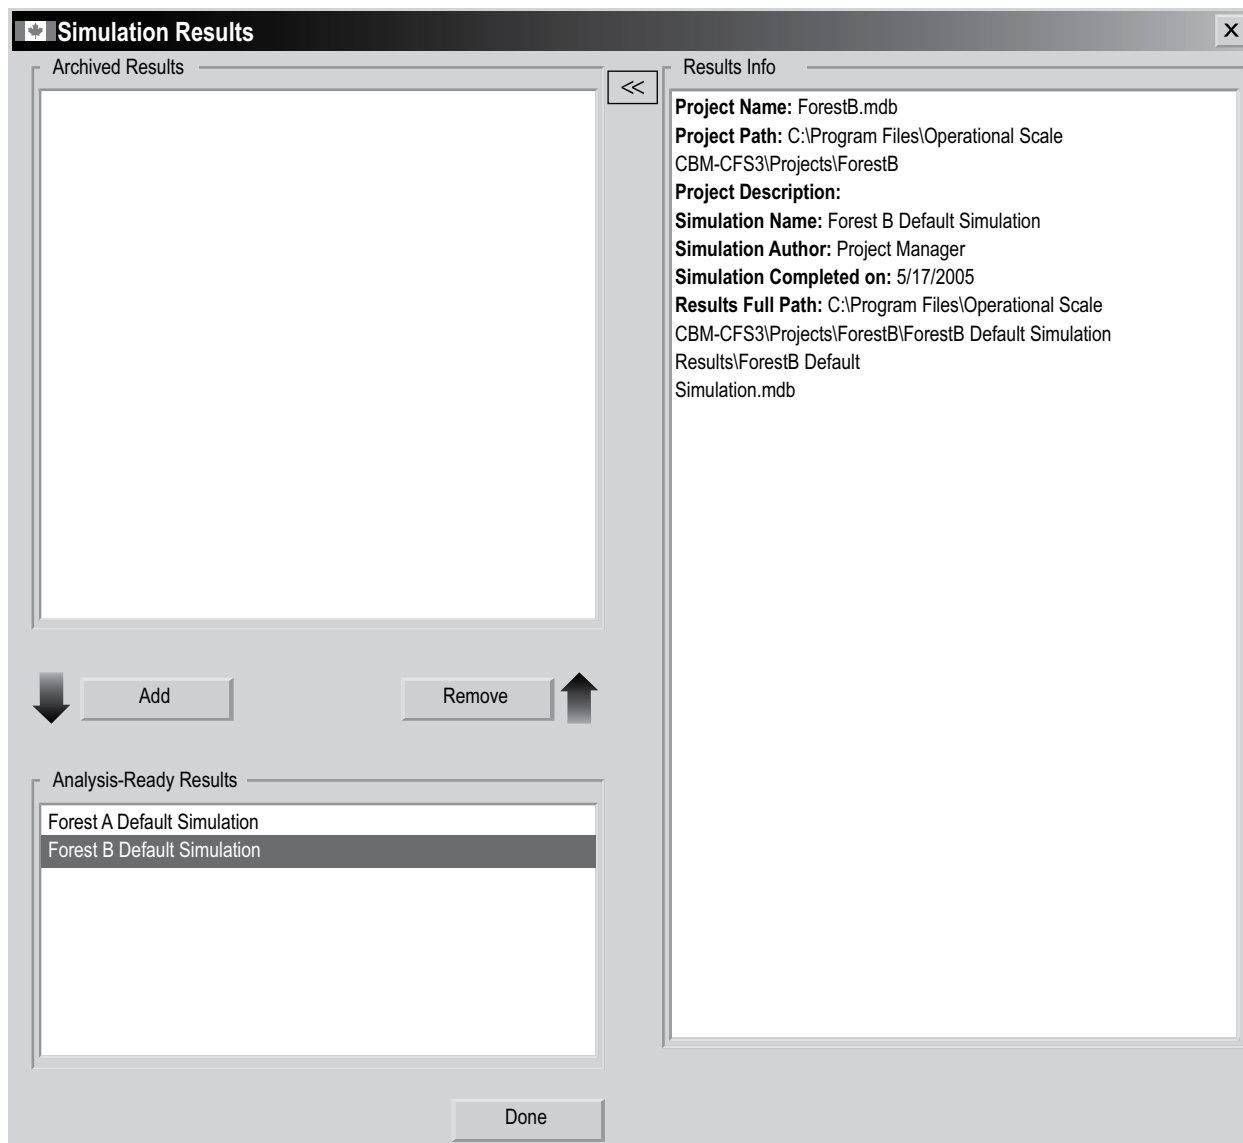 Simulation Results
X
Archived Results
<<
Add
Remove
Analysis-Ready Results
Forest A Default Simulation
Forest B Default Simulation
Done
Results Info
Project Name: ForestB.mdb
Project Path: C:\Program Files\Operational Scale
CBM-CFS3\Projects\ForestB
Project Description:
Simulation Name: Forest B Default Simulation
Simulation Author: Project Manager
Simulation Completed on: 5/17/2005
Results Full Path: C:\Program Files\Operational Scale
CBM-CFS3\Projects\ForestB\ForestB Default Simulation
Results\ForestB Default
Simulation.mdb